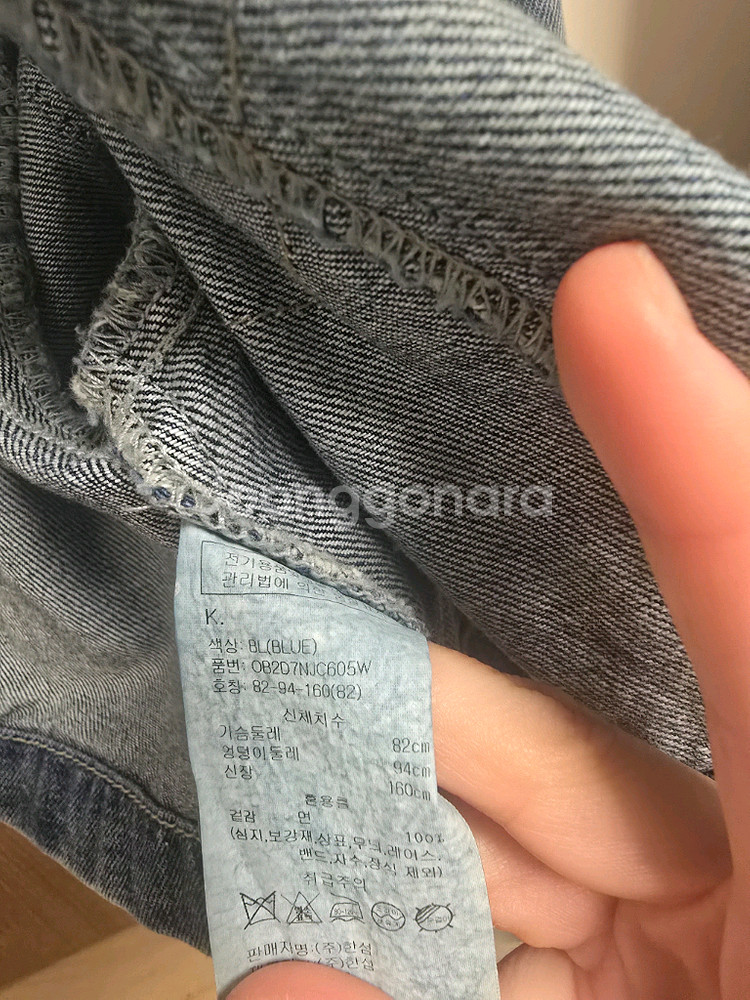 joonggonara
전기용품
관리법에 의한
K.
색상: BL(BLUE)
품번: OB2D7NJC605W
호칭: 82-94-160(82)
신체치수
가슴둘레 82cm
엉덩이둘레 94cm
신장 160cm
혼용률
겉감 면 100%
(심지,보강재,상표,무늬,레이스,
밴드,자수,장식 제외)
취급주의
판매자명:(주)한섬
(주)한섬